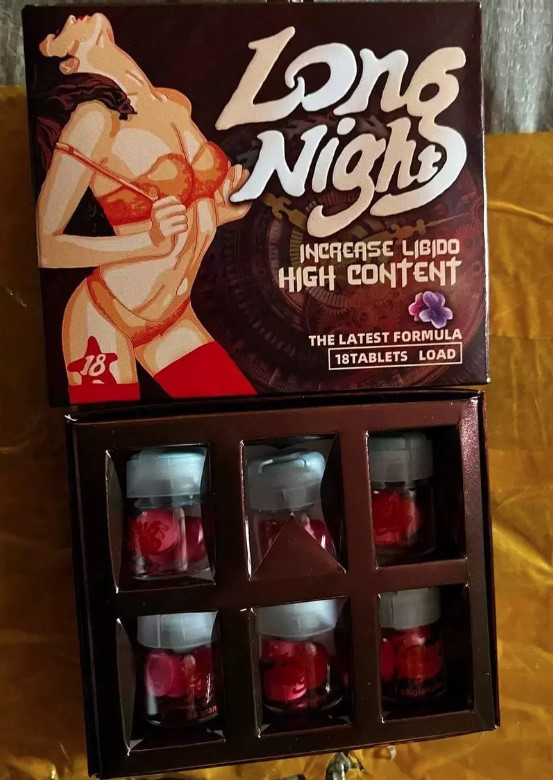 Long
Night
INCREASE LIBIDO
HIGH CONTENT
THE LATEST FORMULA
18TABLETS LOAD
18